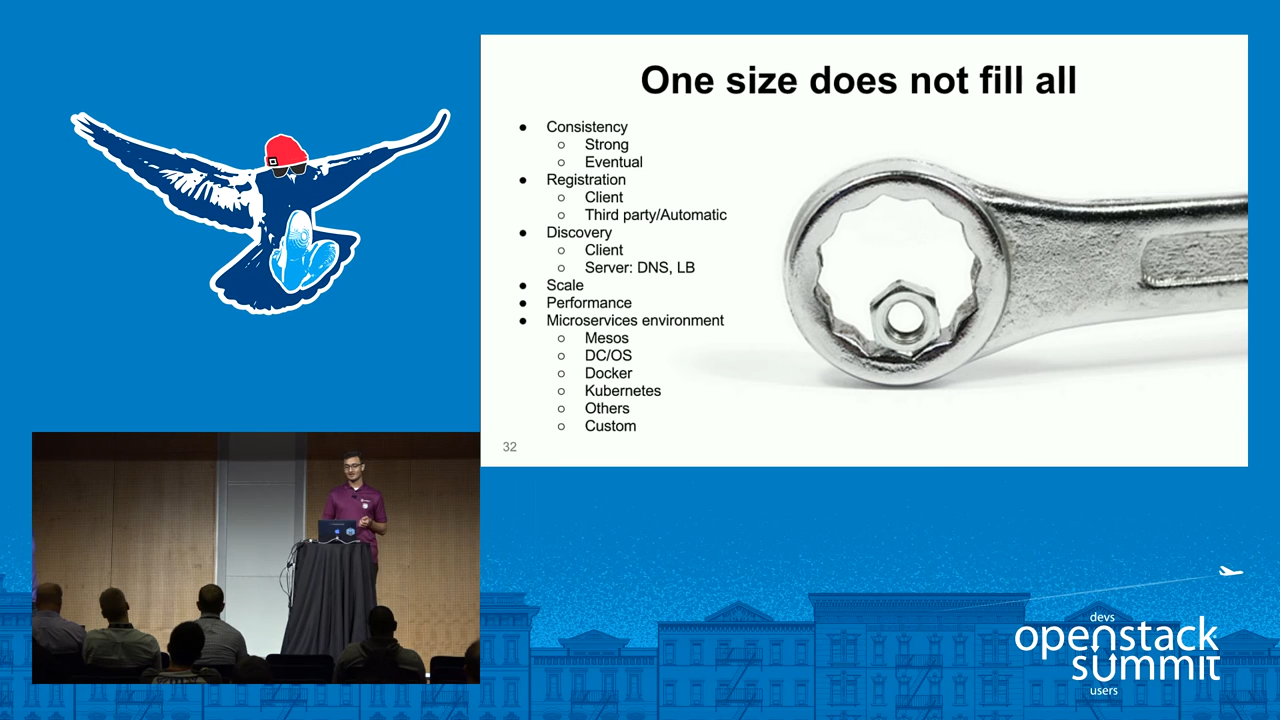 One size does not fill all
● Consistency
○ Strong
○ Eventual
● Registration
○ Client
○ Third party/Automatic
● Discovery
○ Client
○ Server: DNS, LB
● Scale
● Performance
● Microservices environment
○ Mesos
○ DC/OS
○ Docker
○ Kubernetes
○ Others
○ Custom
32
devs
openstack
summit
users